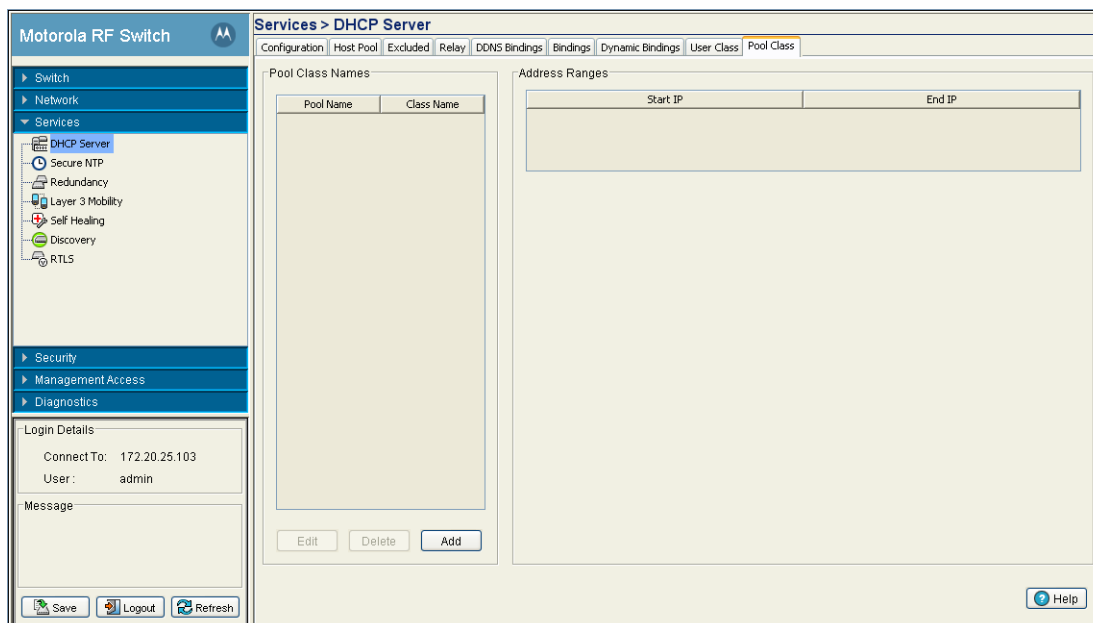 Motorola RF Switch
Switch
Network
Services
DHCP Server
Secure NTP
Redundancy
Layer 3 Mobility
Self Healing
Discovery
RTLS
Security
Management Access
Diagnostics
Login Details
Connect To: 172.20.25.103
User : admin
Message
Save Logout Refresh
Services > DHCP Server
Configuration Host Pool Excluded Relay DDNS Bindings Bindings Dynamic Bindings User Class Pool Class
Pool Class Names
Pool Name Class Name
Edit Delete Add
Address Ranges
Start IP End IP
Help